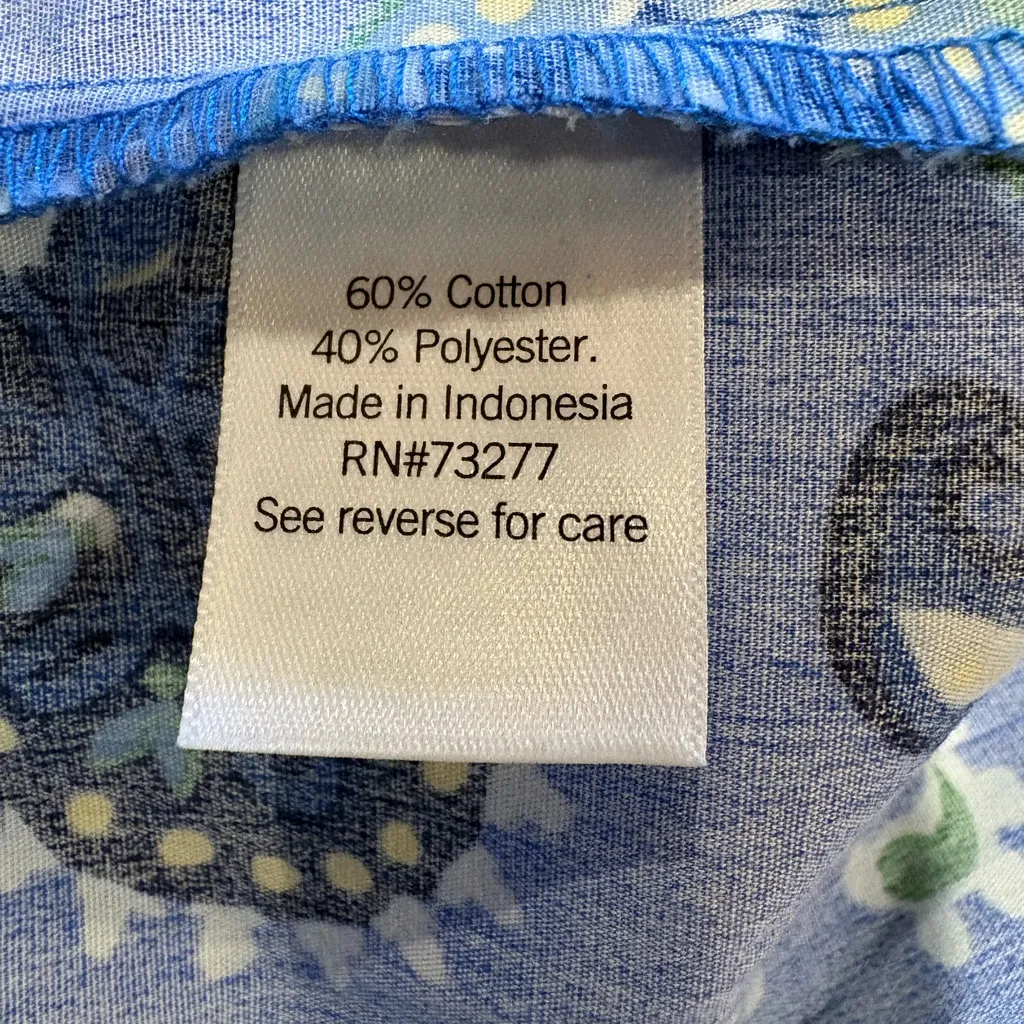 60% Cotton
40% Polyester.
Made in Indonesia
RN#73277
See reverse for care